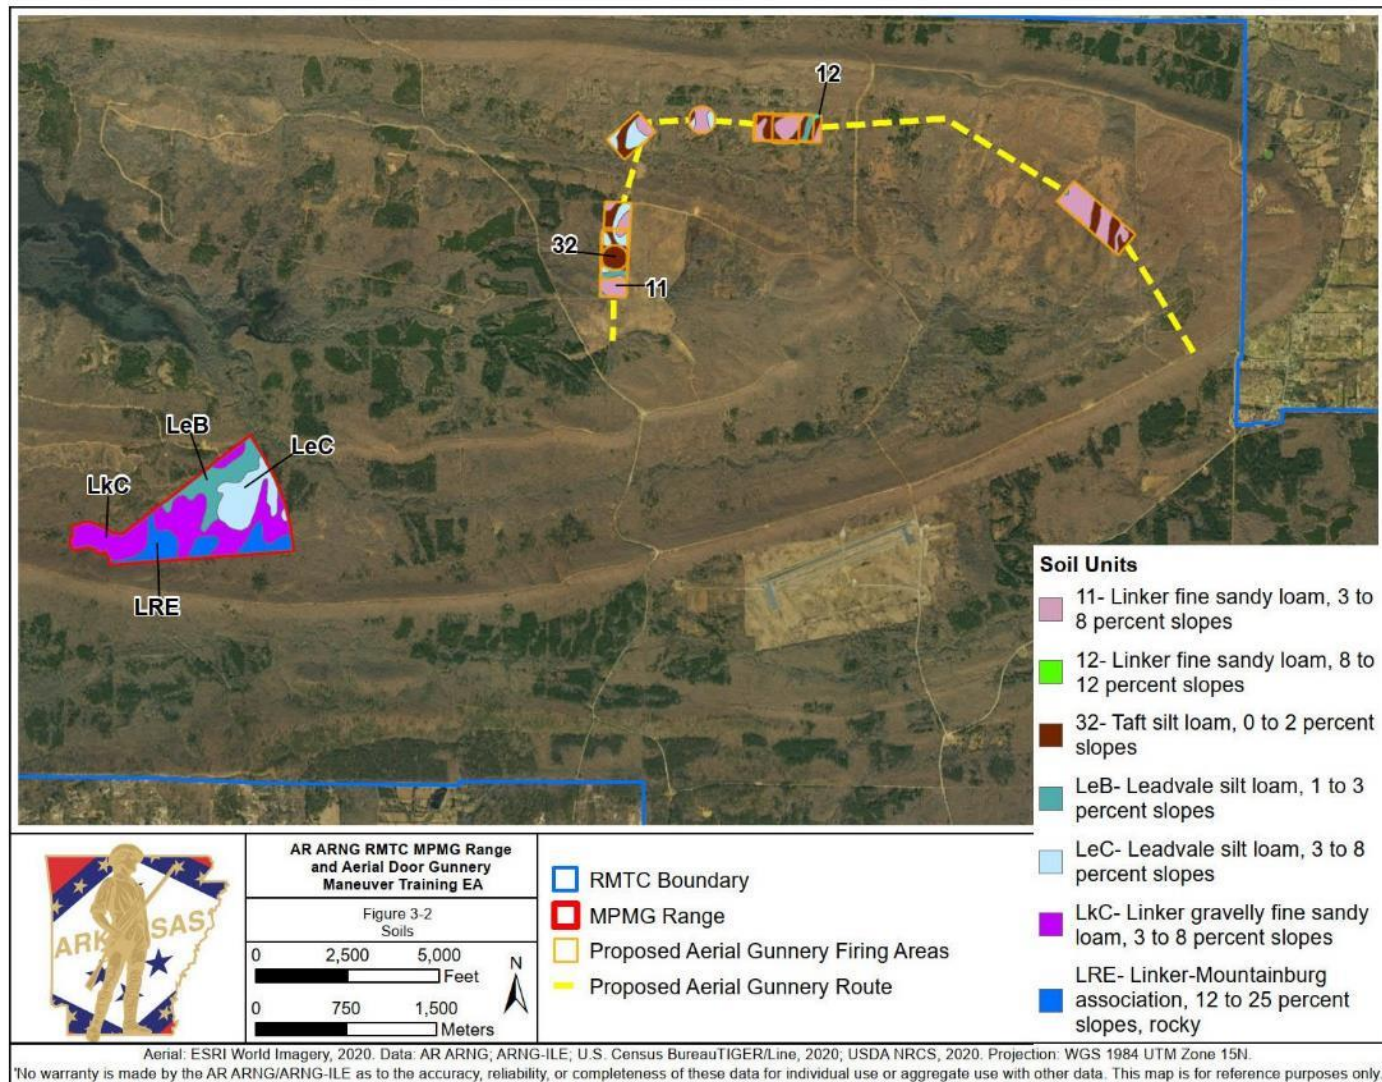 12
32
11
LeB
LeC
LkC
LRE
Soil Units
11- Linker fine sandy loam, 3 to
8 percent slopes
12- Linker fine sandy loam, 8 to
12 percent slopes
32- Taft silt loam, 0 to 2 percent
slopes
LeB- Leadvale silt loam, 1 to 3
percent slopes
LeC- Leadvale silt loam, 3 to 8
percent slopes
LkC- Linker gravelly fine sandy
loam, 3 to 8 percent slopes
LRE- Linker-Mountainburg
association, 12 to 25 percent
slopes, rocky
ARKANSAS
AR ARNG RMTC MPMG Range
and Aerial Door Gunnery
Maneuver Training EA
Figure 3-2
Soils
0 2,500 5,000
Feet
0 750 1,500
Meters
N
RMTC Boundary
MPMG Range
Proposed Aerial Gunnery Firing Areas
Proposed Aerial Gunnery Route
Aerial: ESRI World Imagery, 2020. Data: AR ARNG; ARNG-ILE; U.S. Census BureauTIGER/Line, 2020; USDA NRCS, 2020. Projection: WGS 1984 UTM Zone 15N.
'No warranty is made by the AR ARNG/ARNG-ILE as to the accuracy, reliability, or completeness of these data for individual use or aggregate use with other data. This map is for reference purposes only.